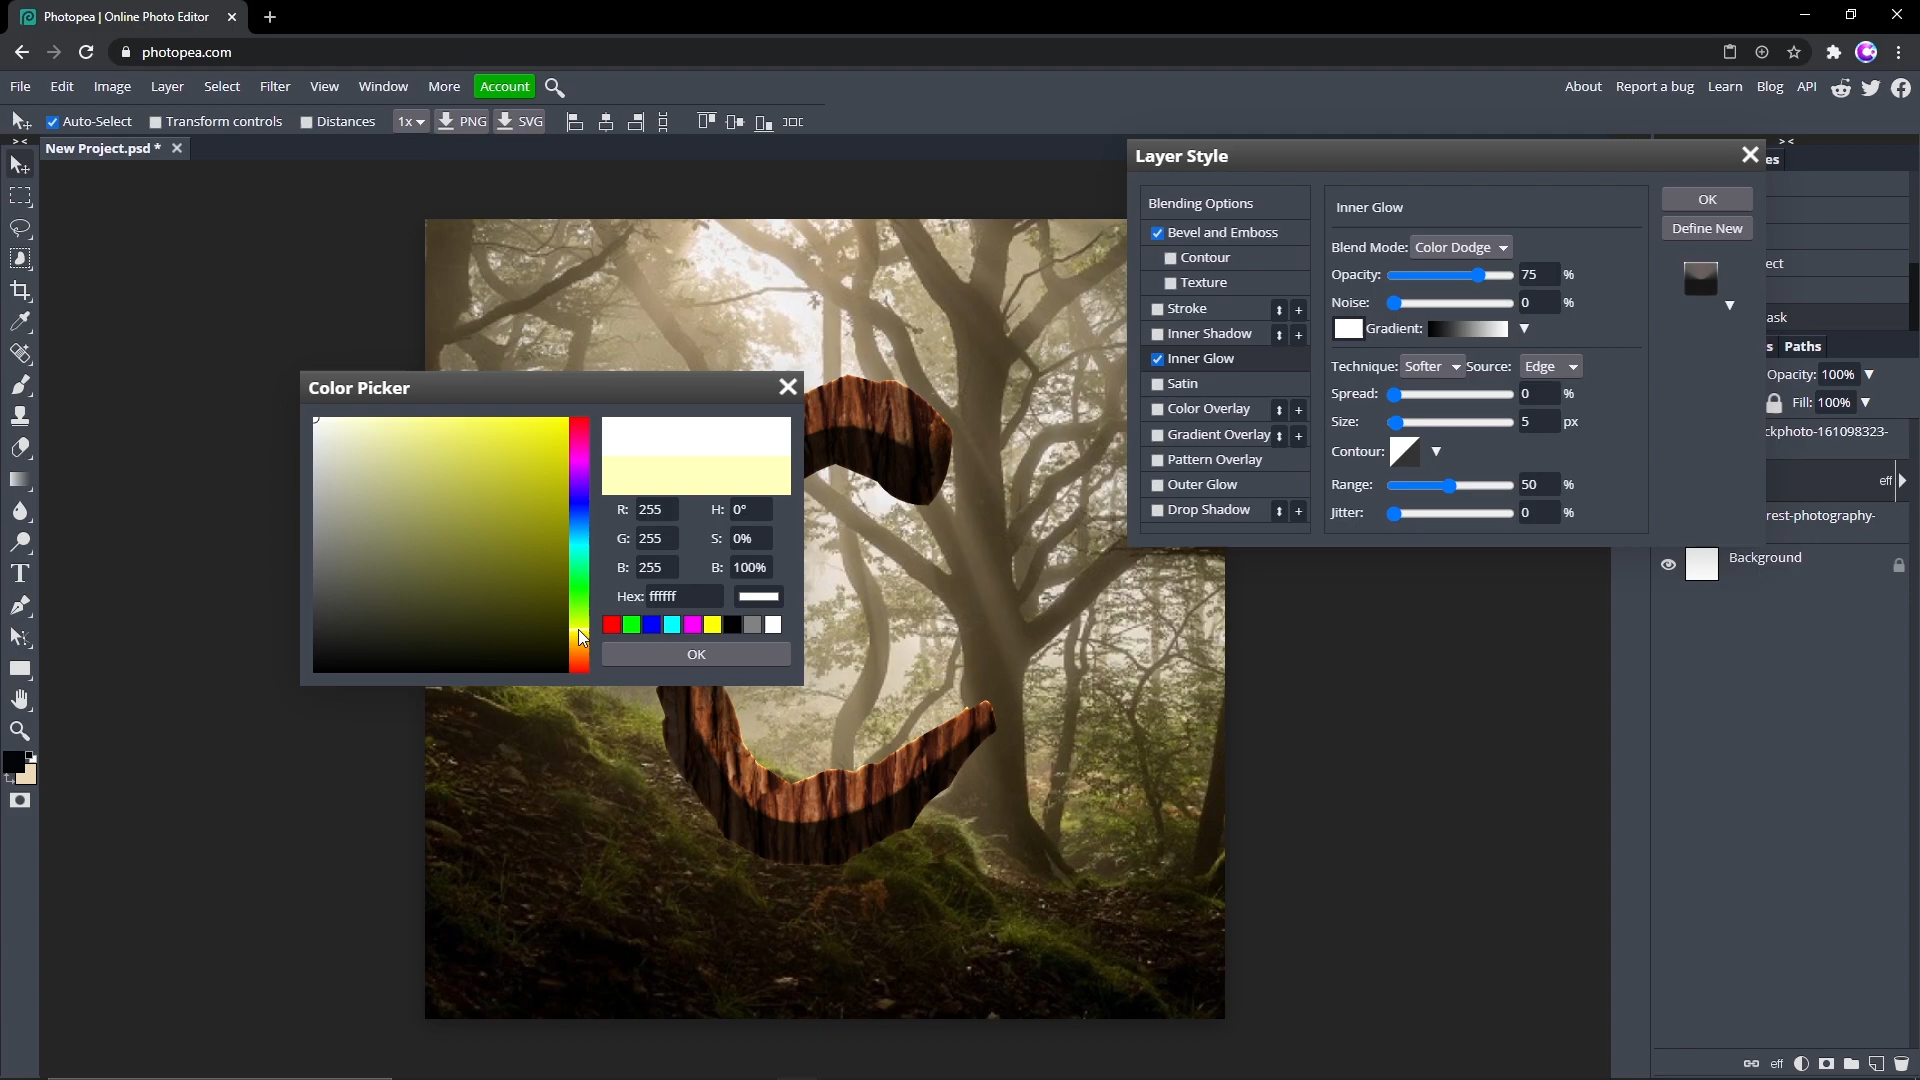 Photopea | Online Photo Editor
photopea.com
File Edit Image Layer Select Filter View Window More Account
About Report a bug Learn Blog API
Auto-Select Transform controls Distances 1x PNG SVG
New Project.psd *
Layer Style
Blending Options
Bevel and Emboss
Contour
Texture
Stroke
Inner Shadow
Inner Glow
Satin
Color Overlay
Gradient Overlay
Pattern Overlay
Outer Glow
Drop Shadow
Inner Glow
Blend Mode: Color Dodge
Opacity: 75 %
Noise: 0 %
Gradient:
Technique: Softer Source: Edge
Spread: 0 %
Size: 5 px
Contour:
Range: 50 %
Jitter: 0 %
OK
Define New
es
ect
ask
s Paths
Opacity: 100%
Fill: 100%
ckphoto-161098323-
eff
rest-photography-
Background
eff
Color Picker
R: 255 H: 0°
G: 255 S: 0%
B: 255 B: 100%
Hex: ffffff
OK